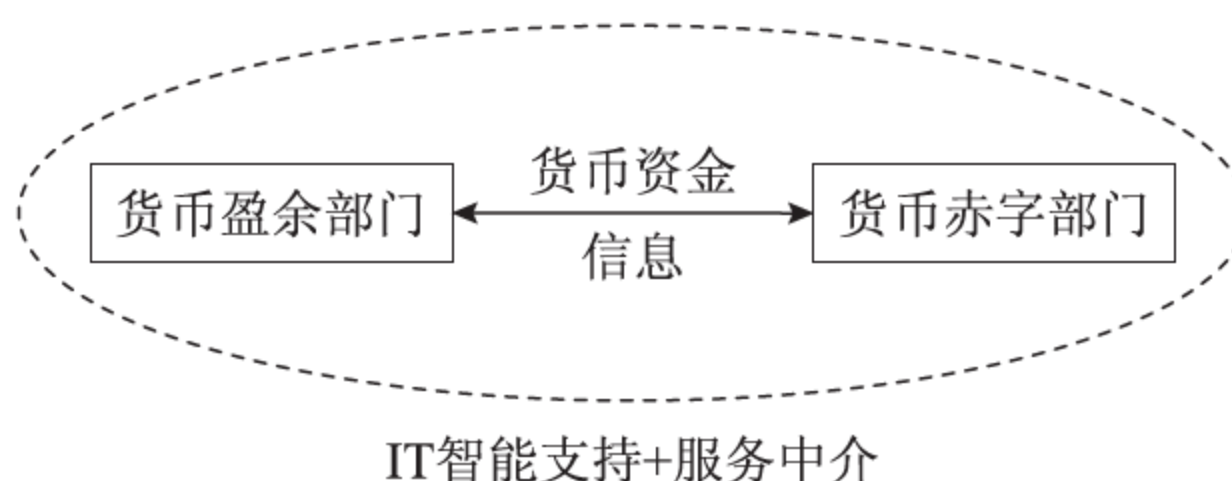 货币资金
货币盈余部门
货币赤字部门
信息
IT智能支持+服务中介